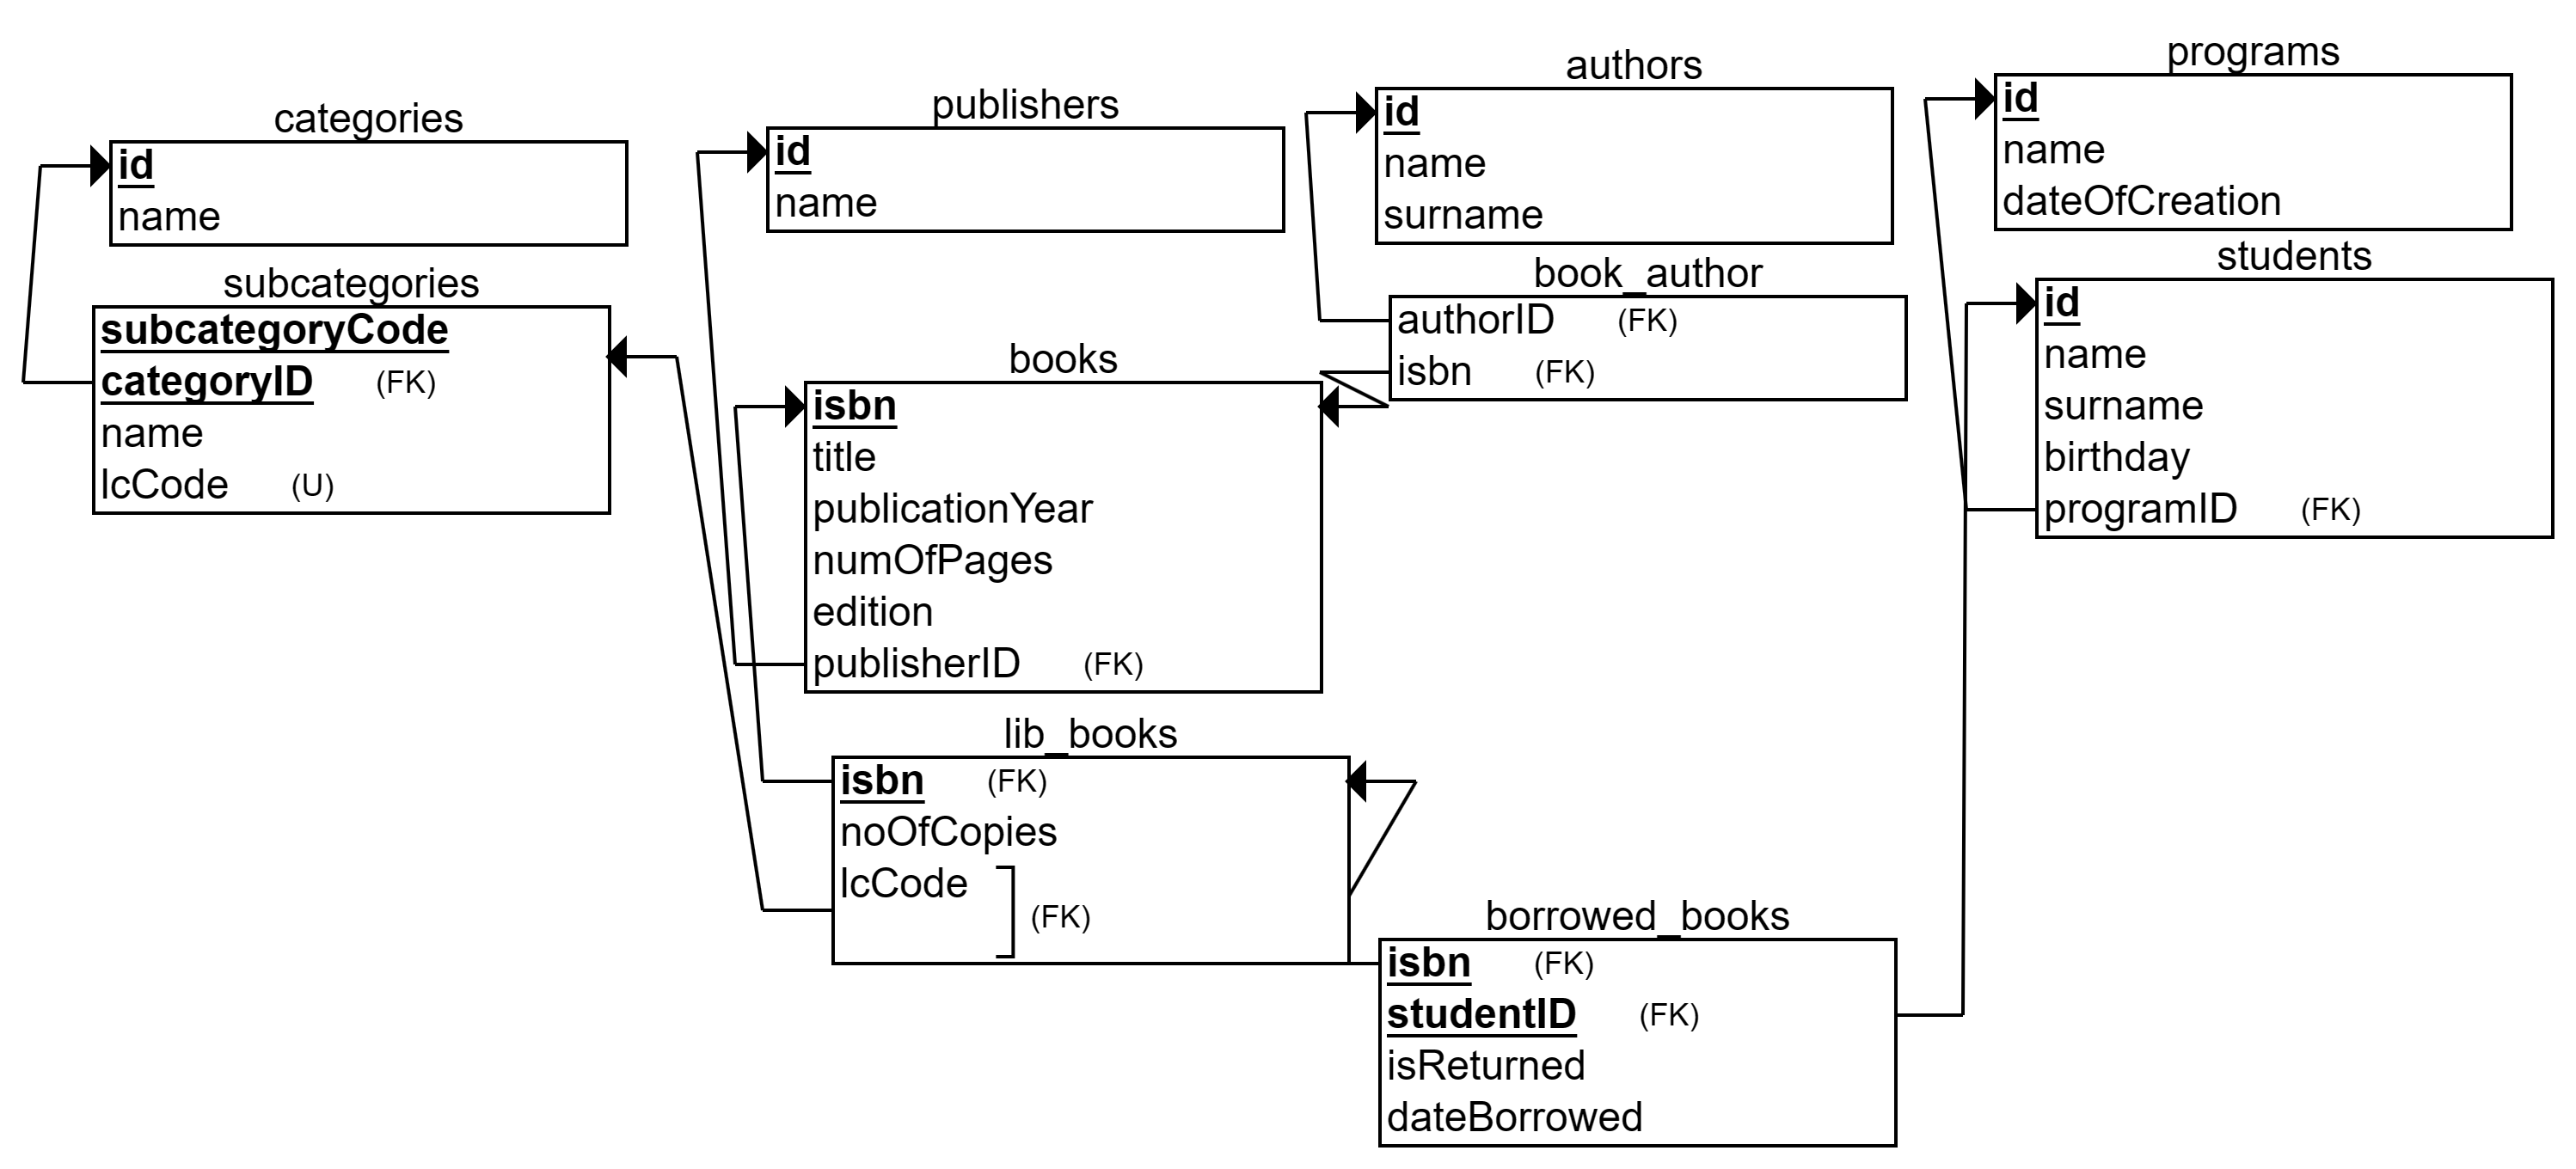 categories
id
name
subcategories
subcategoryCode
categoryID (FK)
name
lcCode (U)
publishers
id
name
books
isbn
title
publicationYear
numOfPages
edition
publisherID (FK)
lib_books
isbn (FK)
noOfCopies
lcCode
(FK)
authors
id
name
surname
book_author
authorID (FK)
isbn (FK)
borrowed_books
isbn (FK)
studentID (FK)
isReturned
dateBorrowed
programs
id
name
dateOfCreation
students
id
name
surname
birthday
programID (FK)